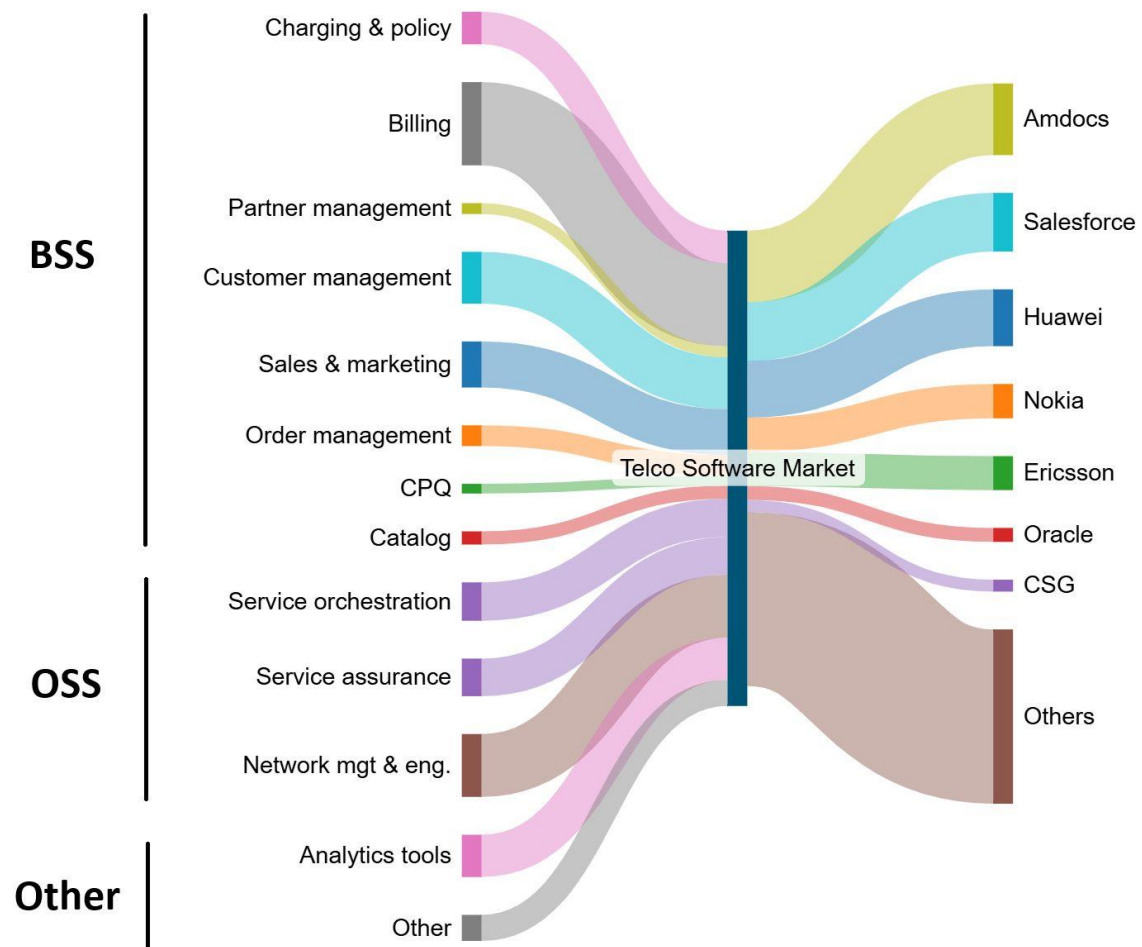 BSS
Charging & policy
Billing
Partner management
Customer management
Sales & marketing
Order management
CPQ
Catalog
OSS
Service orchestration
Service assurance
Network mgt & eng.
Other
Analytics tools
Other
Telco Software Market
Amdocs
Salesforce
Huawei
Nokia
Ericsson
Oracle
CSG
Others